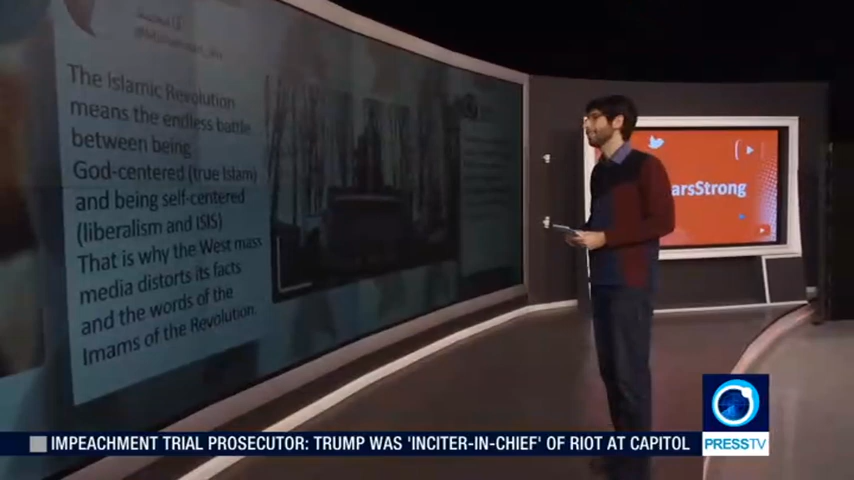 The Islamic Revolution
means the endless battle
between being
God-centered (true Islam)
and being self-centered
(liberalism and ISIS)
That is why the West mass
media distorts its facts
and the words of the
Imams of the Revolution.
arsStrong
PRESSTV
IMPEACHMENT TRIAL PROSECUTOR: TRUMP WAS 'INCITER-IN-CHIEF' OF RIOT AT CAPITOL